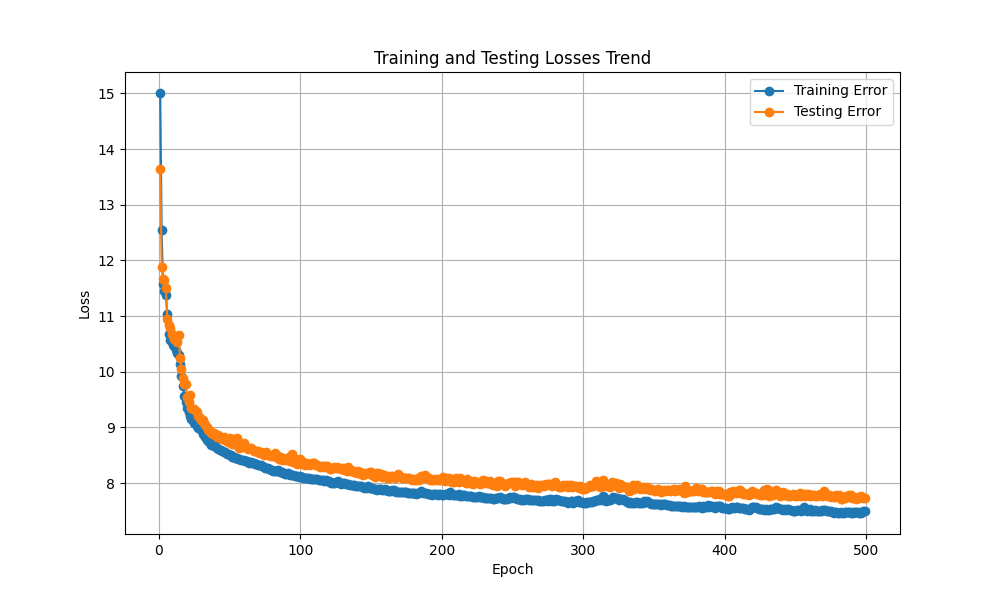 Training and Testing Losses Trend
Training Error
Testing Error
15
14
13
12
11
10
9
8
Loss
0
100
200
300
400
500
Epoch